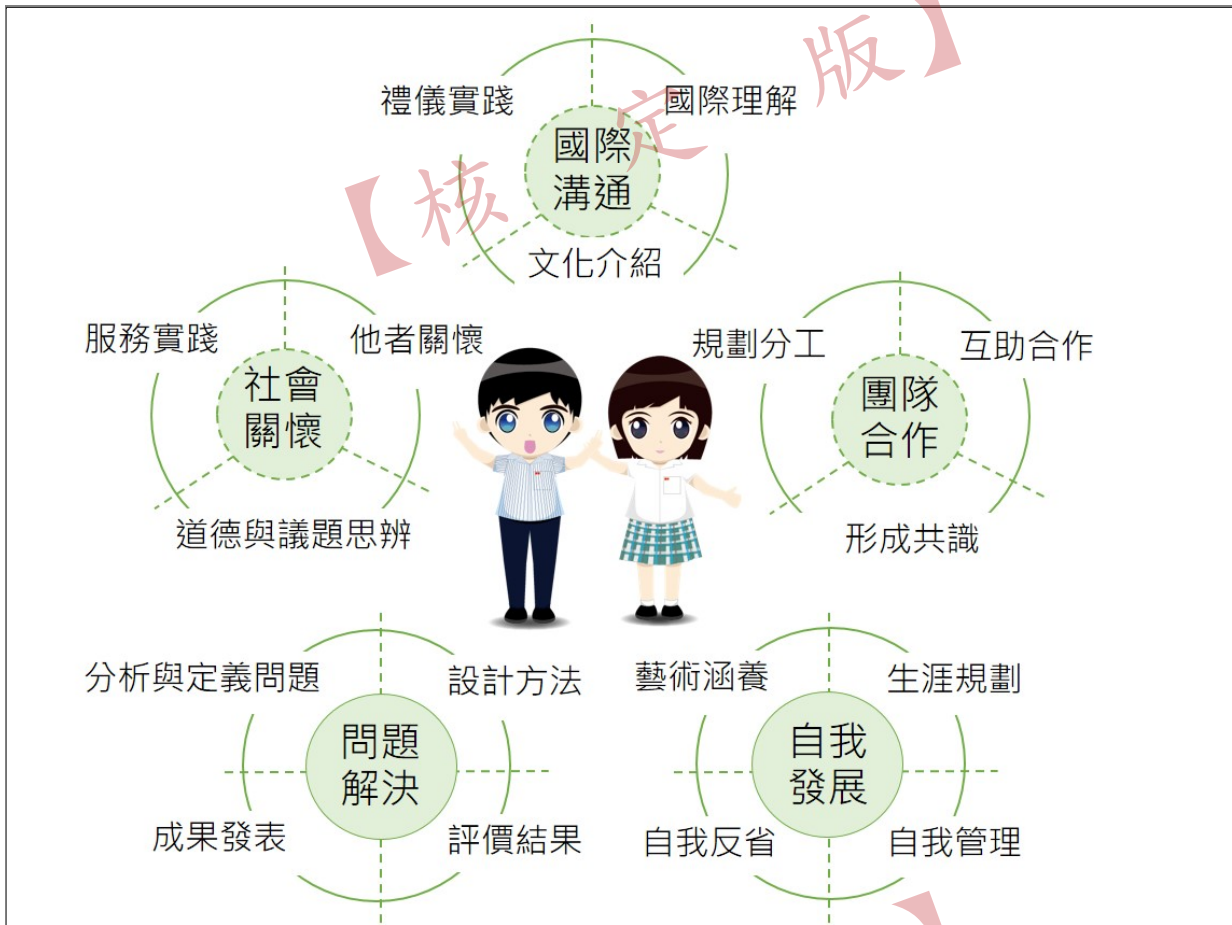 禮儀實踐
國際理解
國際
溝通
文化介紹
服務實踐
他者關懷
社會
關懷
道德與議題思辨
規劃分工
互助合作
團隊
合作
形成共識
分析與定義問題
設計方法
問題
解決
成果發表
評價結果
藝術涵養
生涯規劃
自我
發展
自我反省
自我管理
【核定版】
】